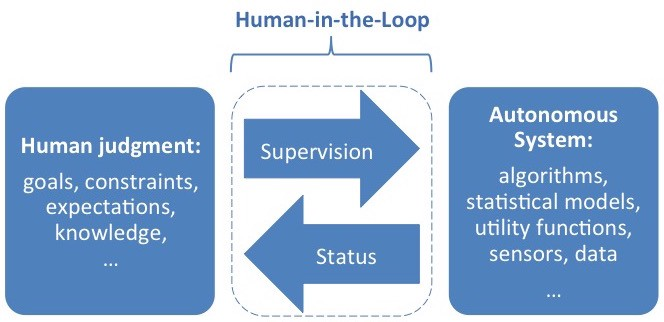 Human-in-the-Loop
Human judgment:
goals, constraints,
expectations,
knowledge,
...
Supervision
Status
Autonomous
System:
algorithms,
statistical models,
utility functions,
sensors, data
...